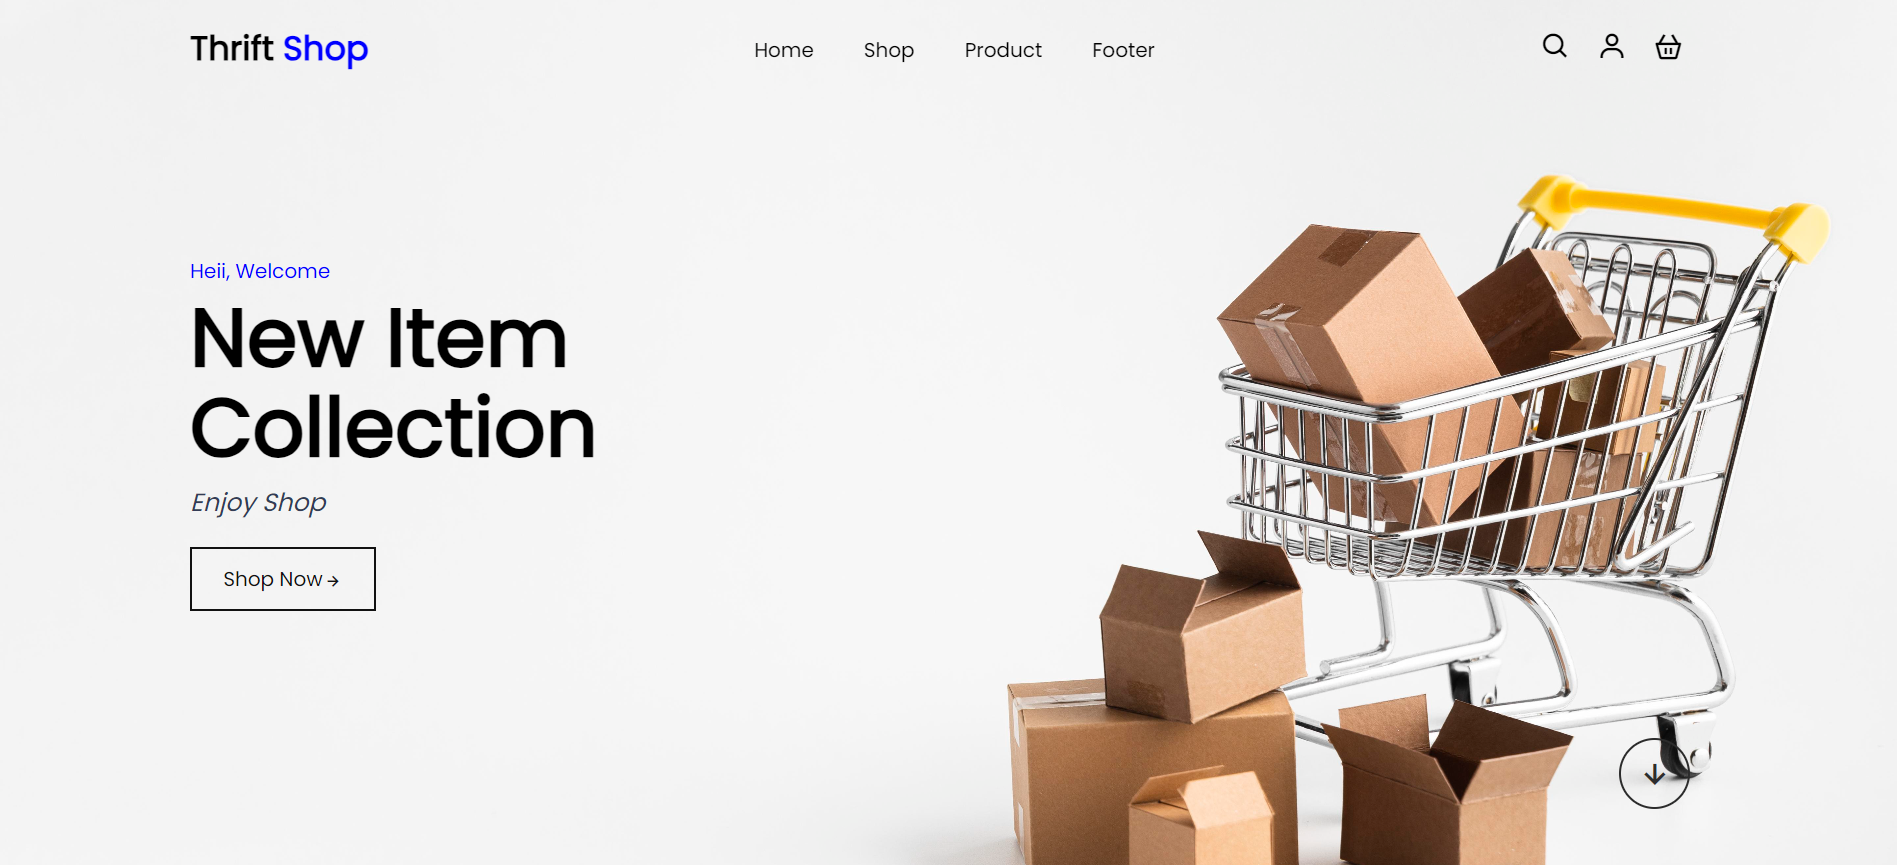 Thrift Shop
Home
Shop
Product
Footer
Heii, Welcome
New Item
Collection
Enjoy Shop
Shop Now→